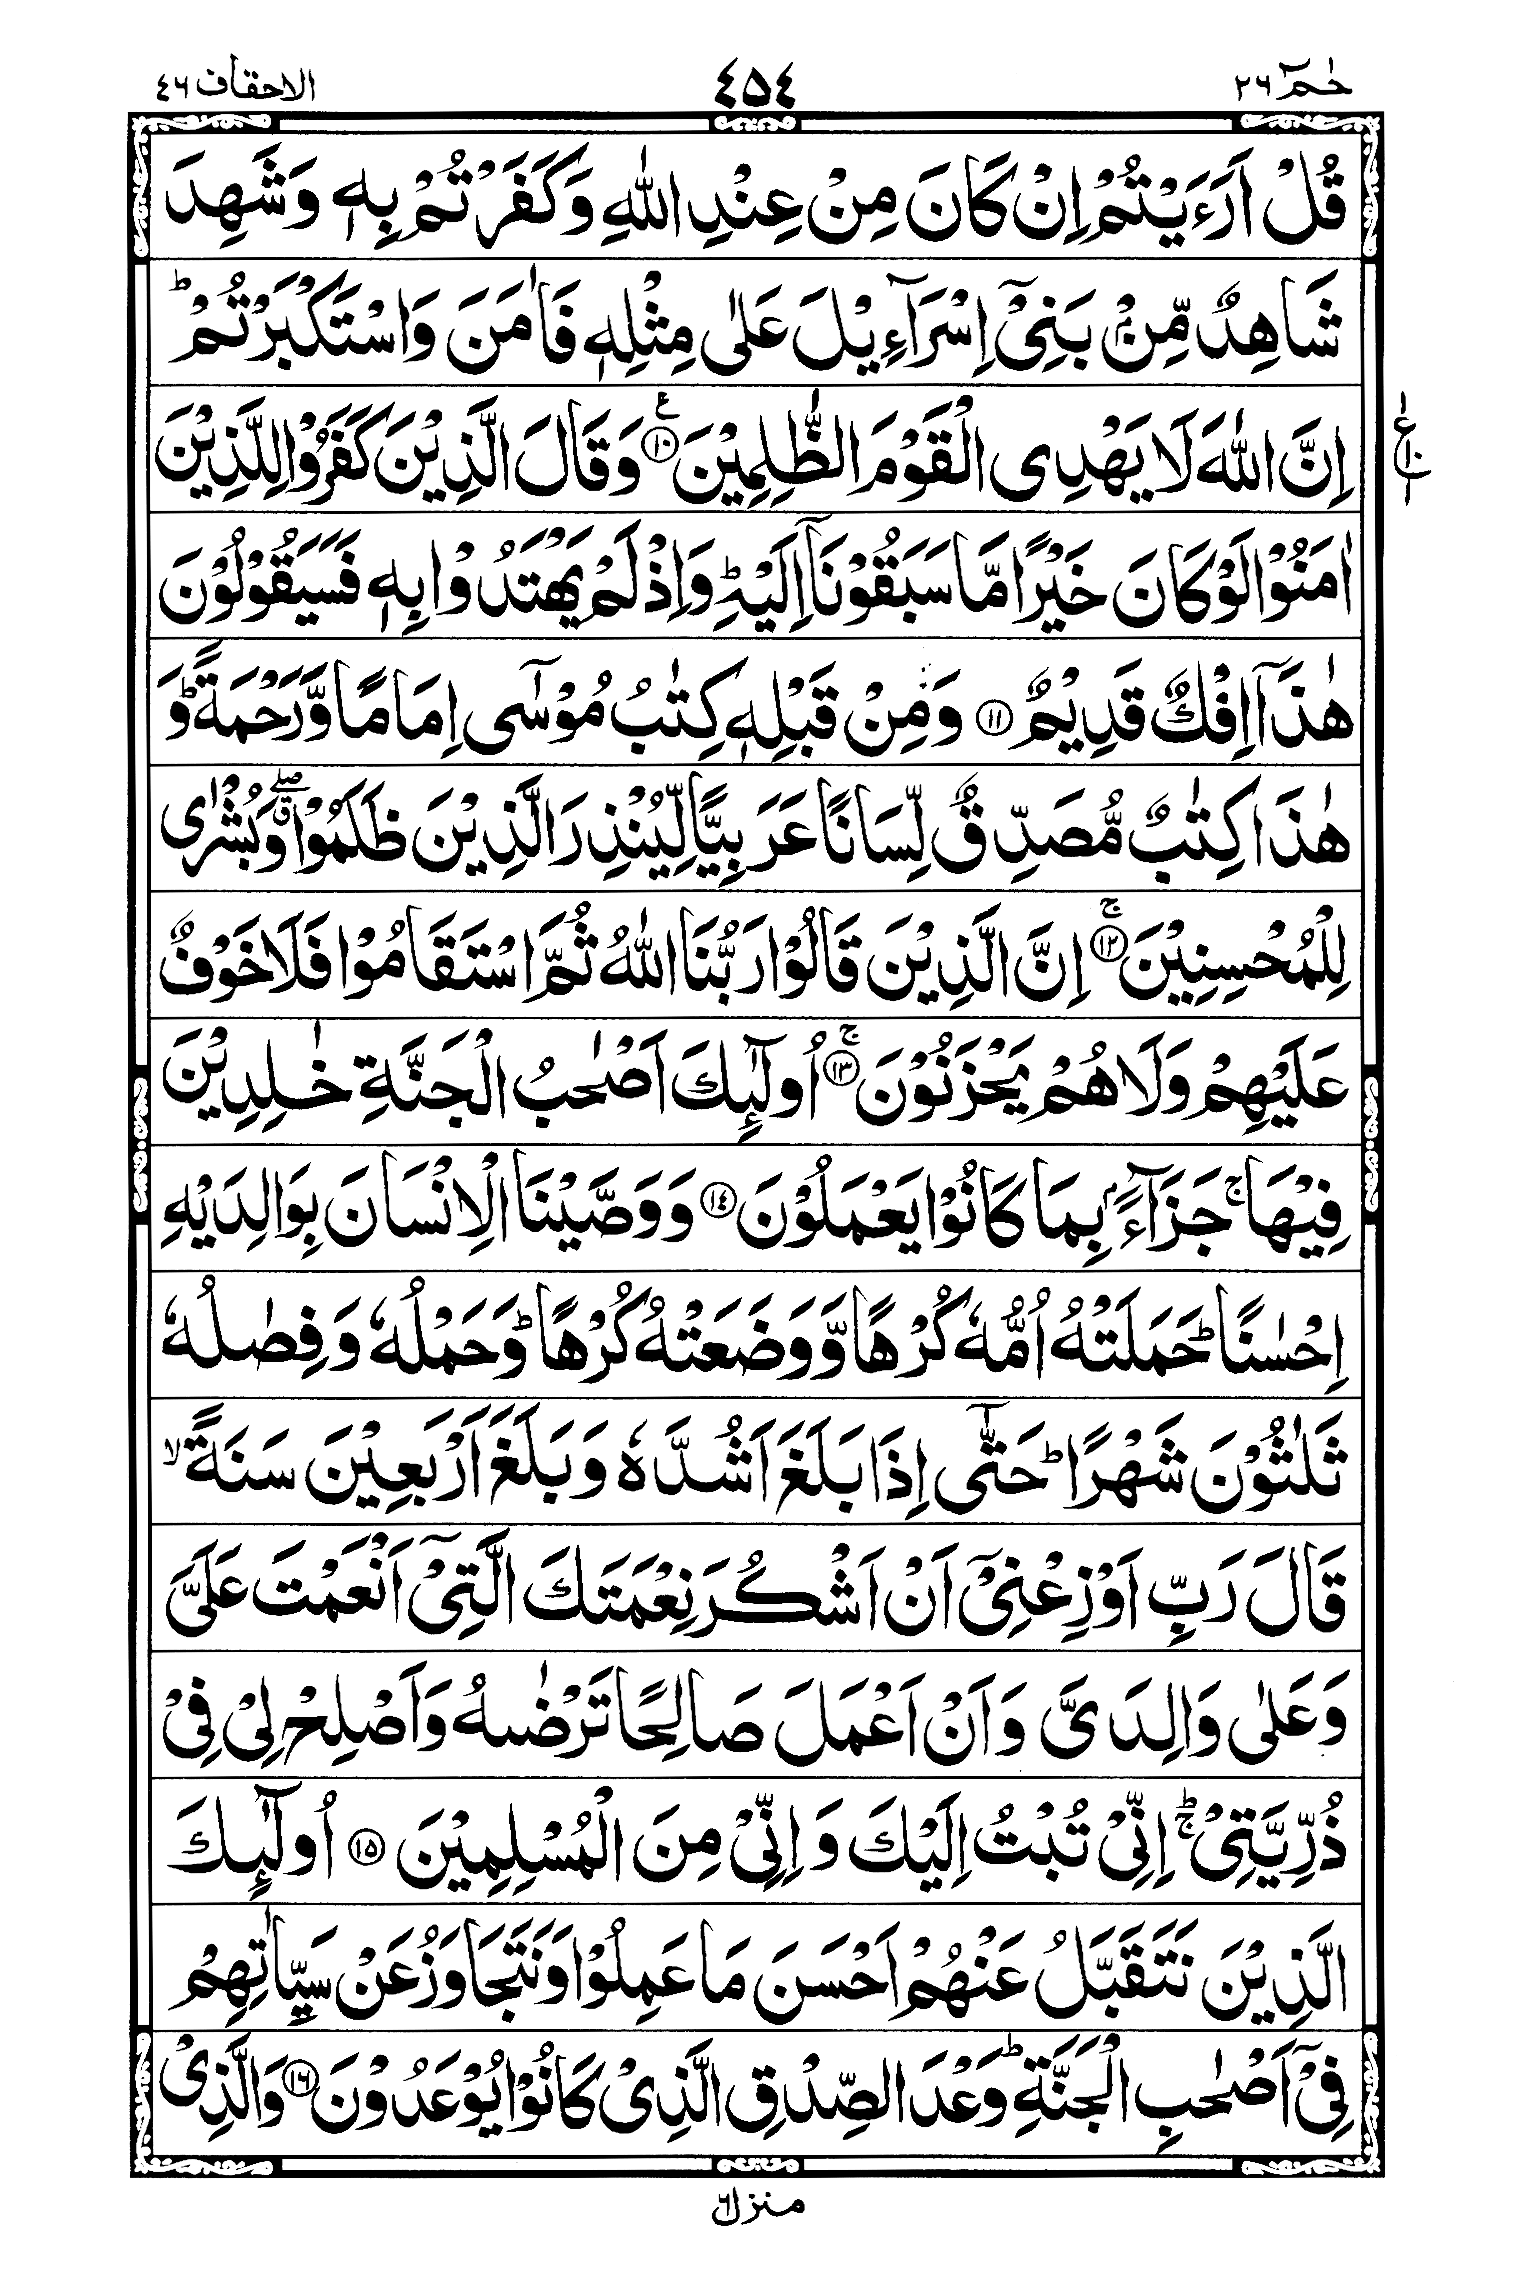 حٰمٓ ٢٦
٤٥٤
الاحقاف ٤٦
قُلْ اَرَءَيْتُمْ اِنْ كَانَ مِنْ عِنْدِ اللّٰهِ وَكَفَرْتُمْ بِهٖ وَشَهِدَ
شَاهِدٌ مِّنْۢ بَنِيْٓ اِسْرَآءِيْلَ عَلٰى مِثْلِهٖ فَاٰمَنَ وَاسْتَكْبَرْتُمْ ؕ
اِنَّ اللّٰهَ لَا يَهْدِى الْقَوْمَ الظّٰلِمِيْنَ ۧ ﴿١٠﴾ وَقَالَ الَّذِيْنَ كَفَرُوْا لِلَّذِيْنَ
ع ١٠ ١
اٰمَنُوْا لَوْ كَانَ خَيْرًا مَّا سَبَقُوْنَآ اِلَيْهِ ؕ وَاِذْ لَمْ يَهْتَدُوْا بِهٖ فَسَيَقُوْلُوْنَ
هٰذَآ اِفْكٌ قَدِيْمٌ ﴿١١﴾ وَمِنْ قَبْلِهٖ كِتٰبُ مُوْسٰٓى اِمَامًا وَّرَحْمَةً ؕ وَ
هٰذَا كِتٰبٌ مُّصَدِّقٌ لِّسَانًا عَرَبِيًّا لِّيُنْذِرَ الَّذِيْنَ ظَلَمُوْا ۖۗ وَبُشْرٰى
لِلْمُحْسِنِيْنَ ۚ ﴿١٢﴾ اِنَّ الَّذِيْنَ قَالُوْا رَبُّنَا اللّٰهُ ثُمَّ اسْتَقَامُوْا فَلَا خَوْفٌ
عَلَيْهِمْ وَلَا هُمْ يَحْزَنُوْنَ ۚ ﴿١٣﴾ اُولٰٓئِكَ اَصْحٰبُ الْجَنَّةِ خٰلِدِيْنَ
فِيْهَا ۚ جَزَآءًۢ بِمَا كَانُوْا يَعْمَلُوْنَ ﴿١٤﴾ وَوَصَّيْنَا الْاِنْسَانَ بِوَالِدَيْهِ
اِحْسٰنًا ؕ حَمَلَتْهُ اُمُّهٗ كُرْهًا وَّوَضَعَتْهُ كُرْهًا ؕ وَحَمْلُهٗ وَفِصٰلُهٗ
ثَلٰثُوْنَ شَهْرًا ؕ حَتّٰٓى اِذَا بَلَغَ اَشُدَّهٗ وَبَلَغَ اَرْبَعِيْنَ سَنَةً ۙ
قَالَ رَبِّ اَوْزِعْنِيْٓ اَنْ اَشْكُرَ نِعْمَتَكَ الَّتِيْٓ اَنْعَمْتَ عَلَيَّ
وَعَلٰى وَالِدَيَّ وَاَنْ اَعْمَلَ صَالِحًا تَرْضٰىهُ وَاَصْلِحْ لِيْ فِيْ
ذُرِّيَّتِيْ ؕۚ اِنِّيْ تُبْتُ اِلَيْكَ وَاِنِّيْ مِنَ الْمُسْلِمِيْنَ ﴿١٥﴾ اُولٰٓئِكَ
الَّذِيْنَ نَتَقَبَّلُ عَنْهُمْ اَحْسَنَ مَا عَمِلُوْا وَنَتَجَاوَزُ عَنْ سَيِّاٰتِهِمْ
فِيْٓ اَصْحٰبِ الْجَنَّةِ ؕ وَعْدَ الصِّدْقِ الَّذِيْ كَانُوْا يُوْعَدُوْنَ ﴿١٦﴾ وَالَّذِيْ
منزل ٦